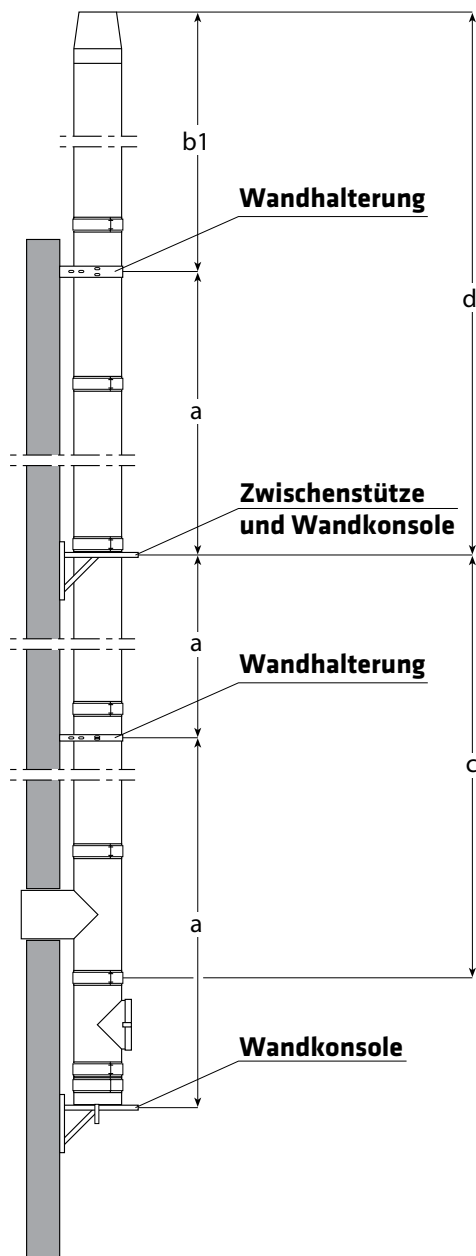 b1
Wandhalterung
d
a
Zwischenstütze
und Wandkonsole
a
Wandhalterung
c
a
Wandkonsole